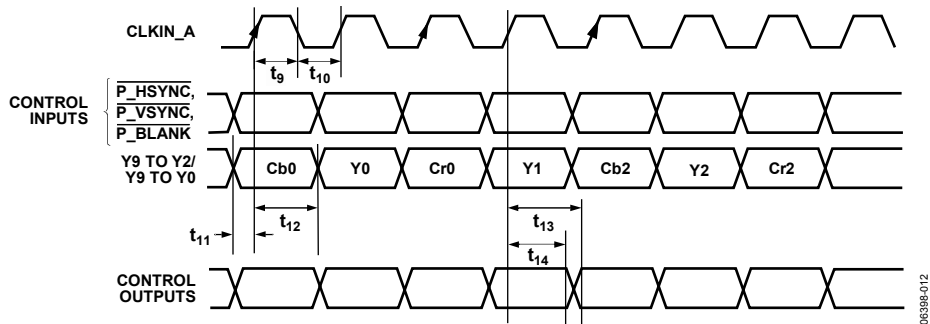 CLKIN_A
t9
t10
CONTROL
INPUTS
P_HSYNC,
P_VSYNC,
P_BLANK
Y9 TO Y2/
Y9 TO Y0
Cb0
Y0
Cr0
Y1
Cb2
Y2
Cr2
t12
t13
t11
t14
CONTROL
OUTPUTS
06398-012